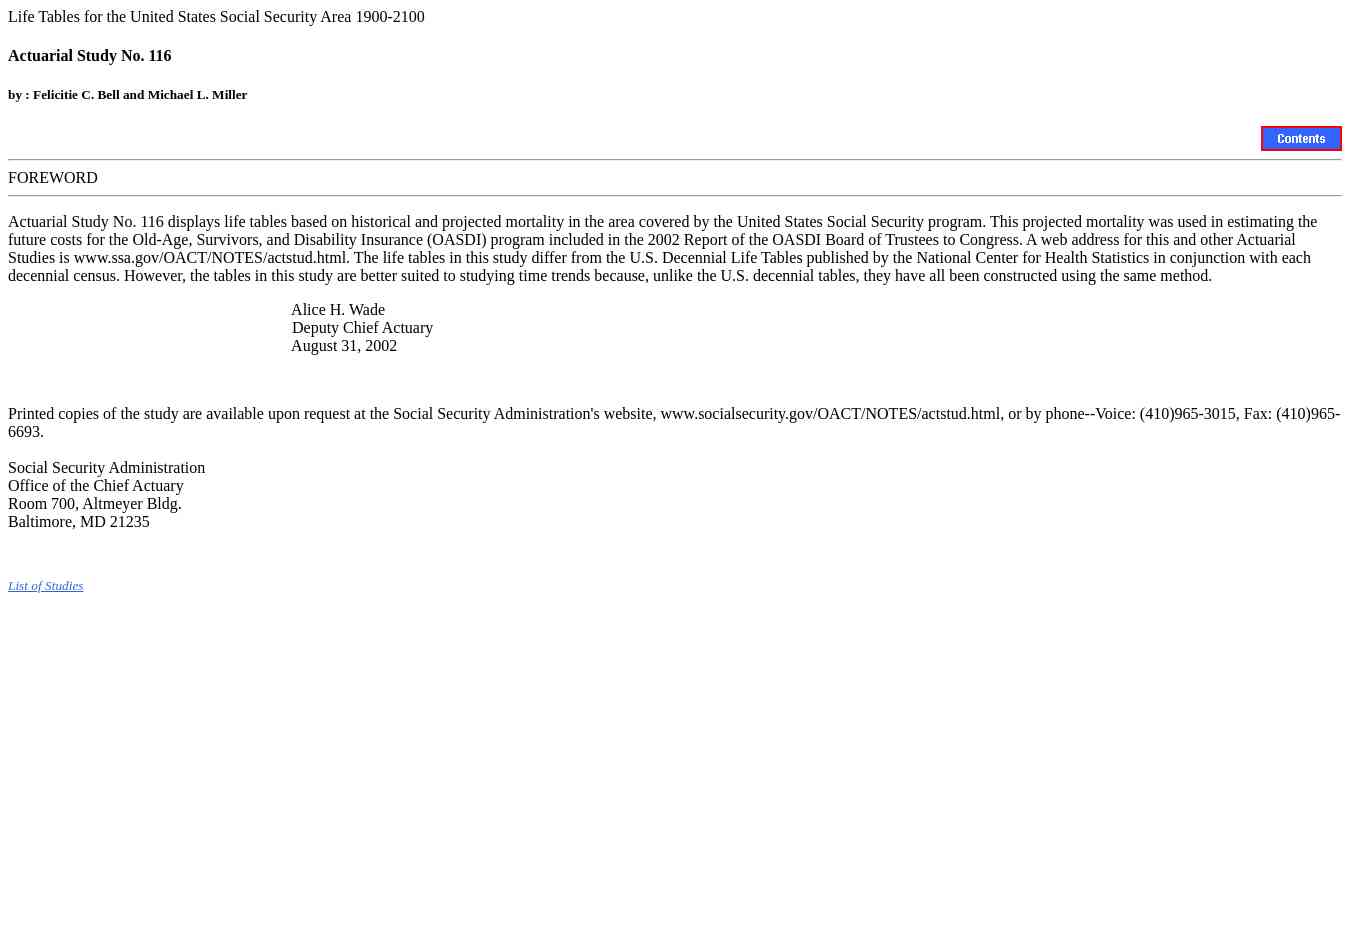 Life Tables for the United States Social Security Area 1900-2100
Actuarial Study No. 116
by : Felicitie C. Bell and Michael L. Miller
Contents
FOREWORD
Actuarial Study No. 116 displays life tables based on historical and projected mortality in the area covered by the United States Social Security program. This projected mortality was used in estimating the
future costs for the Old-Age, Survivors, and Disability Insurance (OASDI) program included in the 2002 Report of the OASDI Board of Trustees to Congress. A web address for this and other Actuarial
Studies is www.ssa.gov/OACT/NOTES/actstud.html. The life tables in this study differ from the U.S. Decennial Life Tables published by the National Center for Health Statistics in conjunction with each
decennial census. However, the tables in this study are better suited to studying time trends because, unlike the U.S. decennial tables, they have all been constructed using the same method.
Alice H. Wade
Deputy Chief Actuary
August 31, 2002
Printed copies of the study are available upon request at the Social Security Administration's website, www.socialsecurity.gov/OACT/NOTES/actstud.html, or by phone--Voice: (410)965-3015, Fax: (410)965-
6693.
Social Security Administration
Office of the Chief Actuary
Room 700, Altmeyer Bldg.
Baltimore, MD 21235
List of Studies